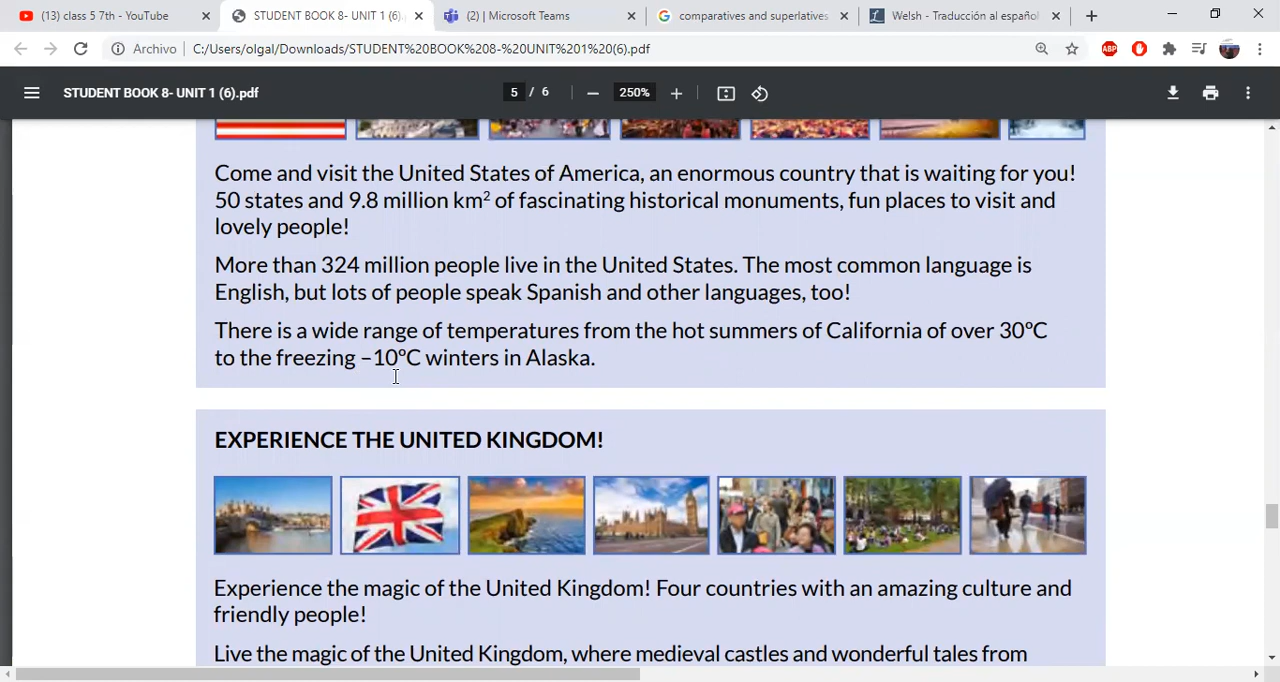 (13) class 5 7th - YouTube
STUDENT BOOK 8- UNIT 1 (6).p
(2) | Microsoft Teams
comparatives and superlatives
Welsh - Traducción al español
Archivo
C:/Users/olgal/Downloads/STUDENT%20BOOK%208-%20UNIT%201%20(6).pdf
ABP
STUDENT BOOK 8- UNIT 1 (6).pdf
5 / 6
250%
Come and visit the United States of America, an enormous country that is waiting for you!
50 states and 9.8 million km² of fascinating historical monuments, fun places to visit and
lovely people!
More than 324 million people live in the United States. The most common language is
English, but lots of people speak Spanish and other languages, too!
There is a wide range of temperatures from the hot summers of California of over 30ºC
to the freezing –10ºC winters in Alaska.
EXPERIENCE THE UNITED KINGDOM!
Experience the magic of the United Kingdom! Four countries with an amazing culture and
friendly people!
Live the magic of the United Kingdom, where medieval castles and wonderful tales from